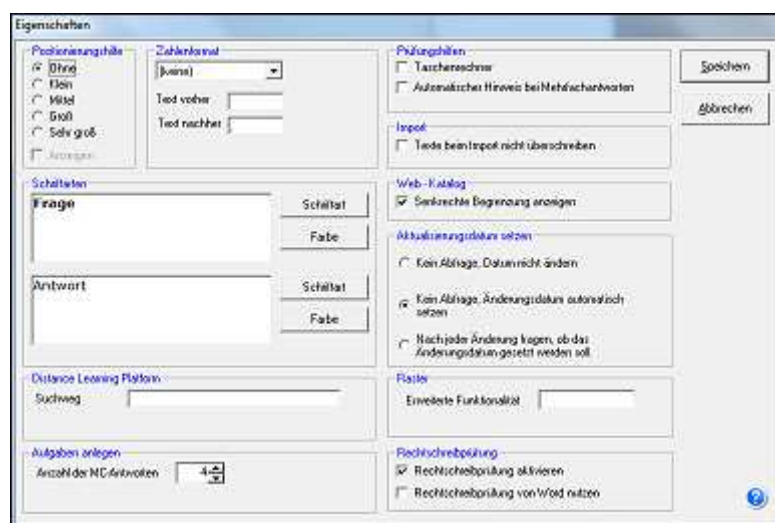 Eigenschaften
Positionierungshilfe
Ohne
Klein
Mittel
Groß
Sehr groß
Anzeigen
Zahlenformat
(keins)
Text vorher
Text nachher
Prüfungshilfen
Taschenrechner
Automatischer Hinweis bei Mehrfachantworten
Import
Texte beim Import nicht überschreiben
Speichern
Abbrechen
Schriftarten
Frage
Schriftart
Farbe
Antwort
Schriftart
Farbe
Web - Katalog
Senkrechte Begrenzung anzeigen
Aktualisierungsdatum setzen
Kein Abfrage, Datum nicht ändern
Kein Abfrage, Änderungsdatum automatisch
setzen
Nach jeder Änderung fragen, ob das
Änderungsdatum gesetzt werden soll.
Distance Learning Platform
Suchweg
Raster
Erweiterte Funktionalität
Aufgaben anlegen
Anzahl der MC-Antworten
4
Rechtschreibprüfung
Rechtschreibprüfung aktivieren
Rechtschreibprüfung von Word nutzen
?